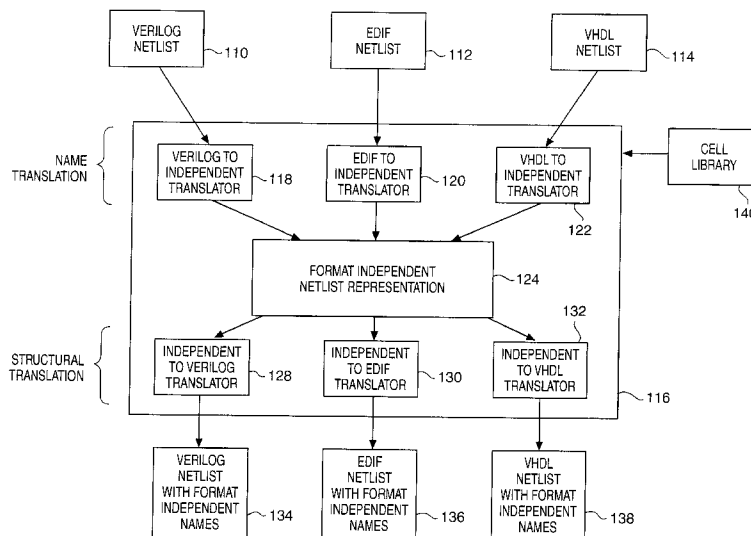 VERILOG
NETLIST
110
EDIF
NETLIST
112
VHDL
NETLIST
114
NAME
TRANSLATION
VERILOG TO
INDEPENDENT
TRANSLATOR
118
EDIF TO
INDEPENDENT
TRANSLATOR
120
VHDL TO
INDEPENDENT
TRANSLATOR
122
CELL
LIBRARY
140
FORMAT INDEPENDENT
NETLIST REPRESENTATION
124
STRUCTURAL
TRANSLATION
INDEPENDENT
TO VERILOG
TRANSLATOR
128
INDEPENDENT
TO EDIF
TRANSLATOR
130
132
INDEPENDENT
TO VHDL
TRANSLATOR
116
VERILOG
NETLIST
WITH FORMAT
INDEPENDENT
NAMES
134
EDIF
NETLIST
WITH FORMAT
INDEPENDENT
NAMES
136
VHDL
NETLIST
WITH FORMAT
INDEPENDENT
NAMES
138